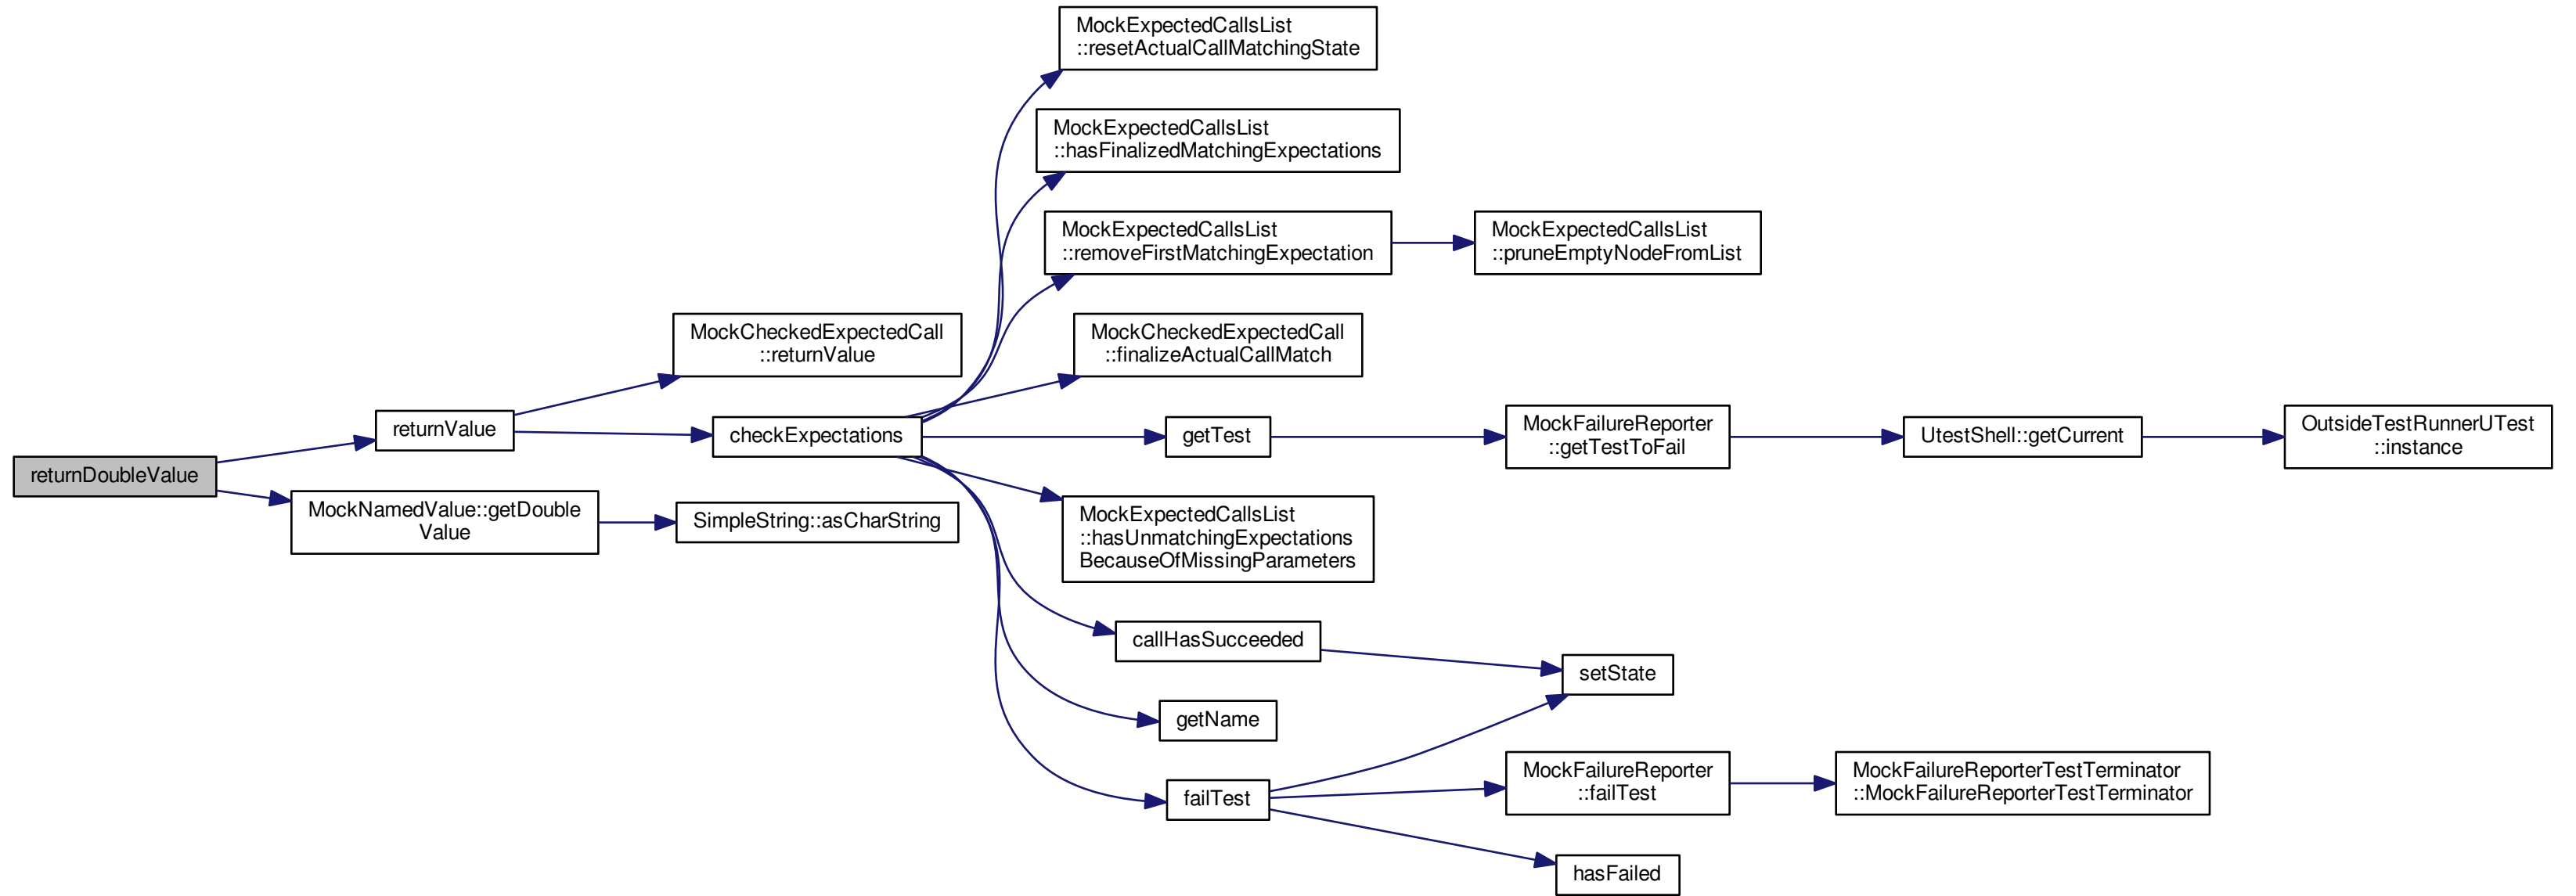 returnDoubleValue
returnValue
MockNamedValue::getDouble
Value
MockCheckedExpectedCall
::returnValue
checkExpectations
SimpleString::asCharString
MockExpectedCallsList
::resetActualCallMatchingState
MockExpectedCallsList
::hasFinalizedMatchingExpectations
MockExpectedCallsList
::removeFirstMatchingExpectation
MockExpectedCallsList
::pruneEmptyNodeFromList
MockCheckedExpectedCall
::finalizeActualCallMatch
getTest
MockFailureReporter
::getTestToFail
UtestShell::getCurrent
OutsideTestRunnerUTest
::instance
MockExpectedCallsList
::hasUnmatchingExpectations
BecauseOfMissingParameters
callHasSucceeded
setState
getName
failTest
MockFailureReporter
::failTest
MockFailureReporterTestTerminator
::MockFailureReporterTestTerminator
hasFailed